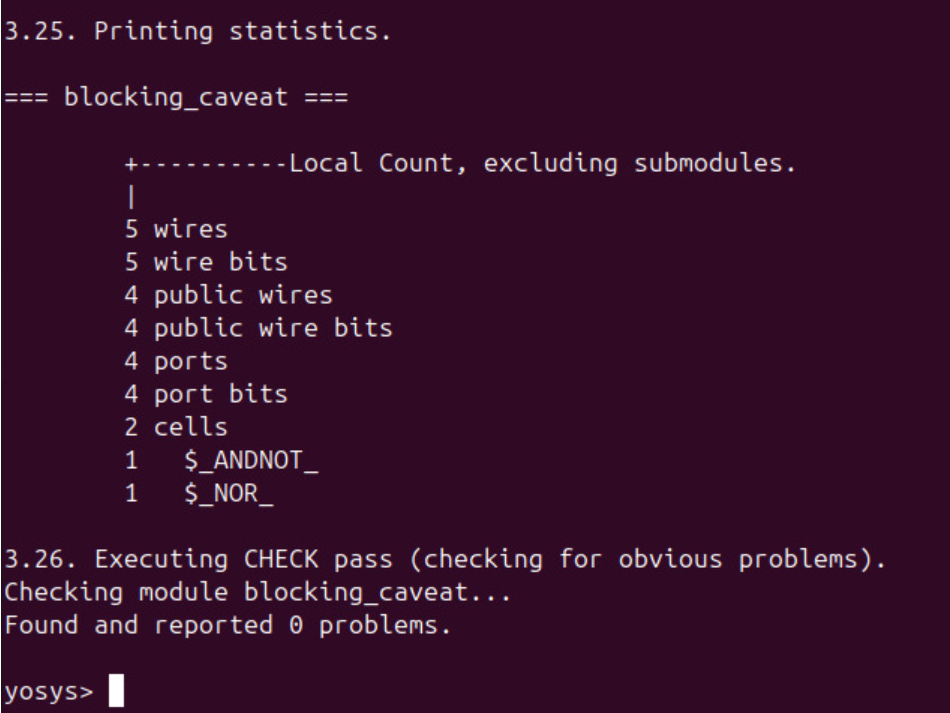 3.25. Printing statistics.
=== blocking_caveat ===
+----------Local Count, excluding submodules.
|
5 wires
5 wire bits
4 public wires
4 public wire bits
4 ports
4 port bits
2 cells
1   $_ANDNOT_
1   $_NOR_
3.26. Executing CHECK pass (checking for obvious problems).
Checking module blocking_caveat...
Found and reported 0 problems.
yosys>